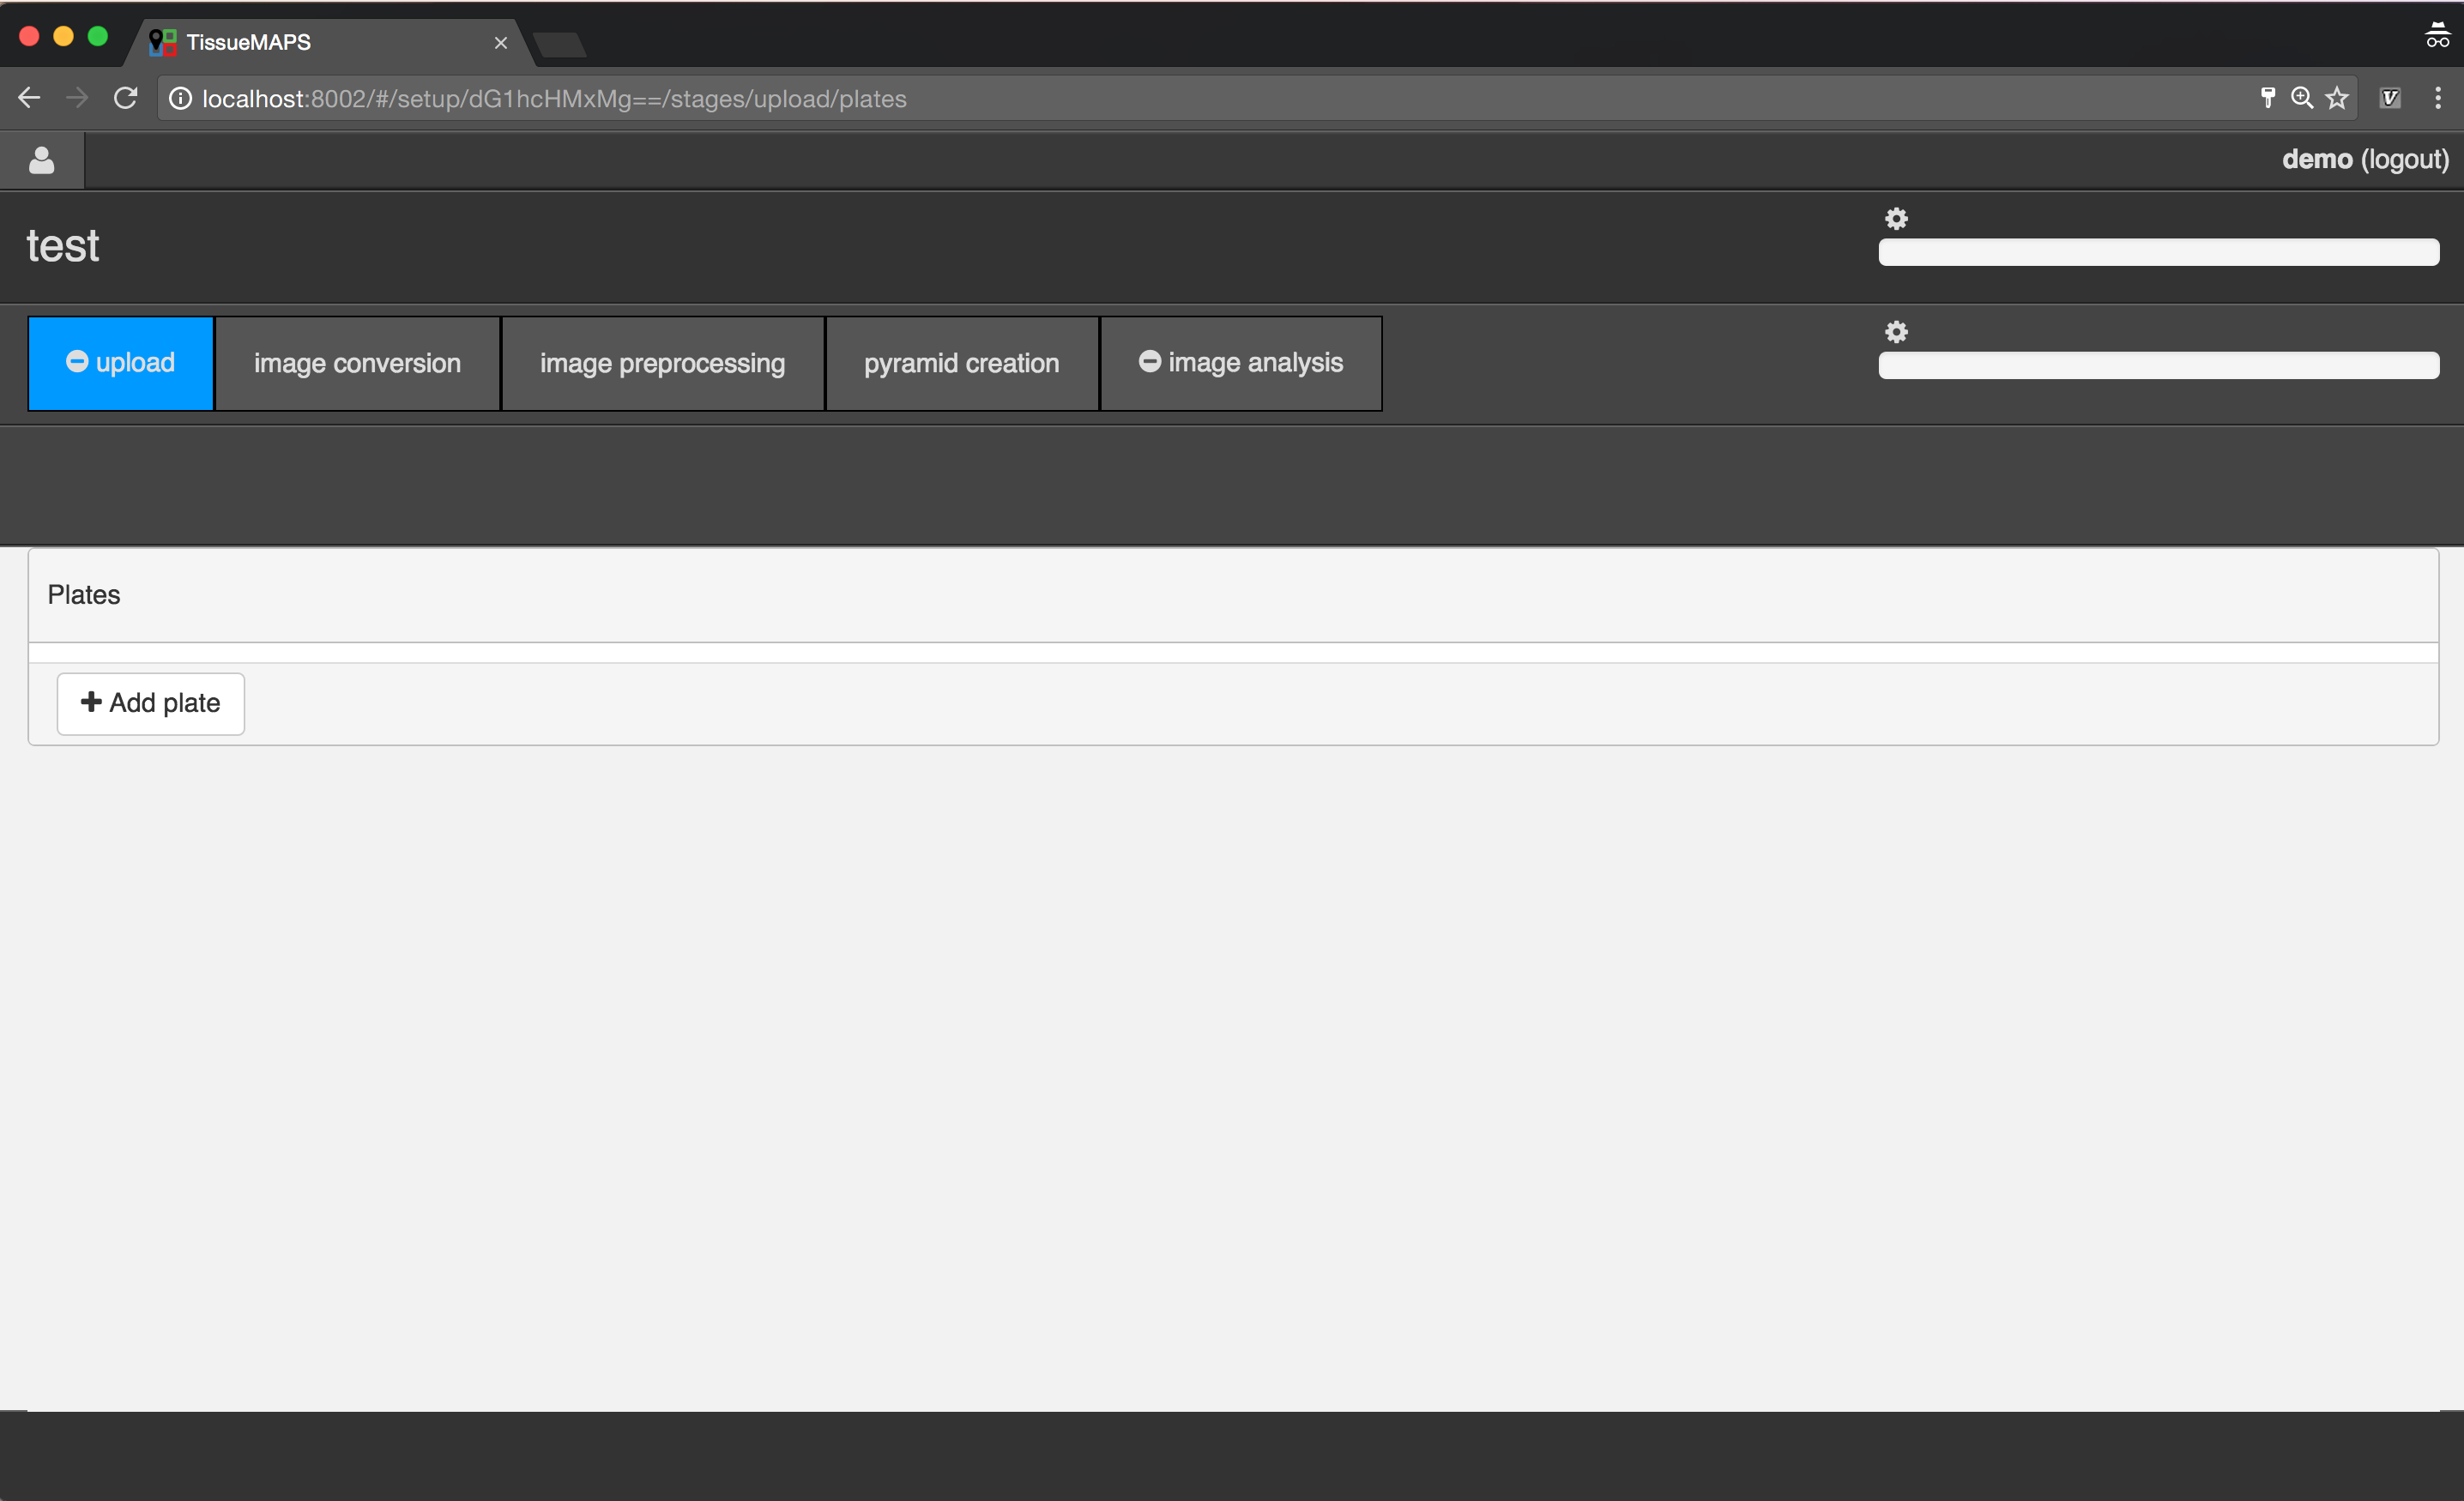 TissueMAPS
localhost:8002/#/setup/dG1hcHMxMg==/stages/upload/plates
demo (logout)
test
upload image conversion image preprocessing pyramid creation image analysis
Plates
Add plate